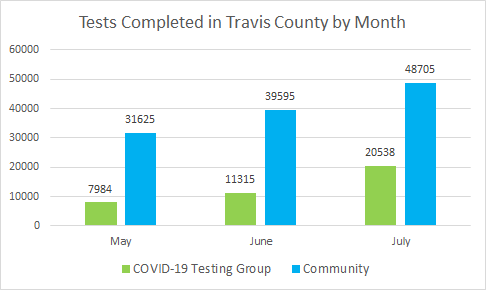 Tests Completed in Travis County by Month
60000
50000
40000
30000
20000
10000
0
7984
31625
11315
39595
20538
48705
May
June
July
COVID-19 Testing Group
Community